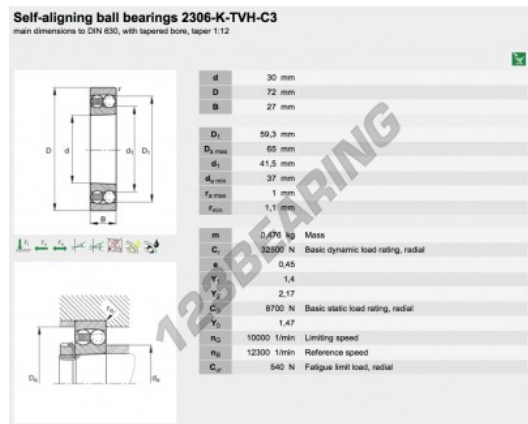 Self-aligning ball bearings 2306-K-TVH-C3
main dimensions to DIN 630, with tapered bore, taper 1:12
d 30 mm
D 72 mm
B 27 mm
D1 59,3 mm
Da max 65 mm
d1 41,5 mm
da min 37 mm
ra max 1 mm
rmin 1,1 mm
m 0,476 kg Mass
Cr 32500 N Basic dynamic load rating, radial
e 0,45
Y1 1,4
Y2 2,17
C0r 8700 N Basic static load rating, radial
Y0 1,47
nG 10000 1/min Limiting speed
nB 12300 1/min Reference speed
Cur 540 N Fatigue limit load, radial
r
D d d1 D1
B
ra
Da da
123BEARING